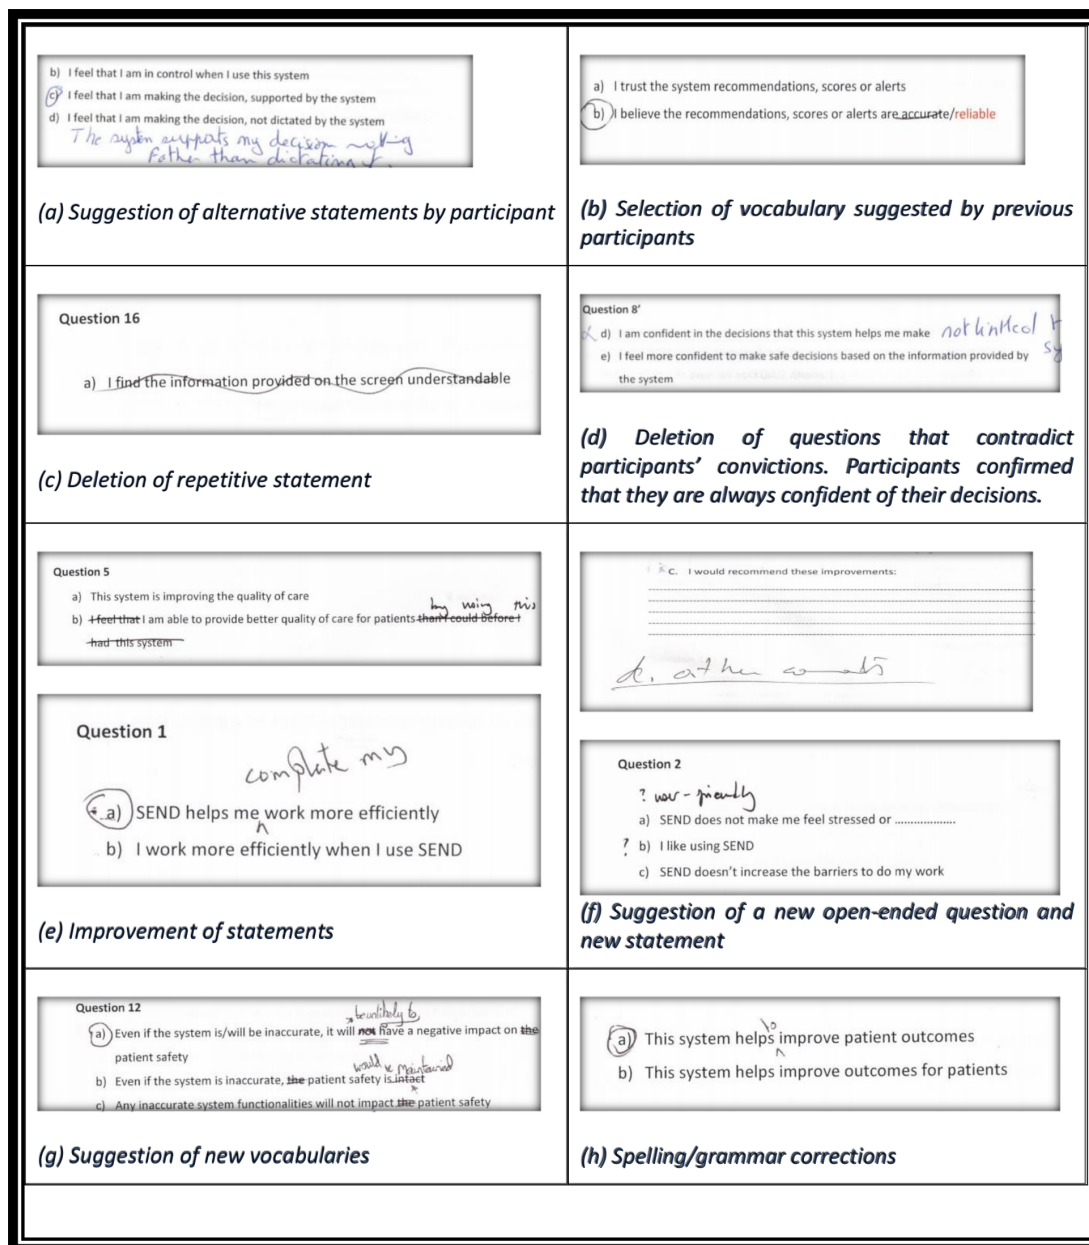 b) I feel that I am in control when I use this system
c) I feel that I am making the decision, supported by the system
d) I feel that I am making the decision, not dictated by the system
The system supports my decision making
rather than dictating it.
(a) Suggestion of alternative statements by participant
a) I trust the system recommendations, scores or alerts
b) I believe the recommendations, scores or alerts are accurate/reliable
(b) Selection of vocabulary suggested by previous
participants
Question 16
a) I find the information provided on the screen understandable
(c) Deletion of repetitive statement
Question 8'
d) I am confident in the decisions that this system helps me make not linked t
e) I feel more confident to make safe decisions based on the information provided by sy
the system
(d) Deletion of questions that contradict
participants' convictions. Participants confirmed
that they are always confident of their decisions.
Question 5
a) This system is improving the quality of care
by using this
b) I feel that I am able to provide better quality of care for patients than I could before I
had this system
Question 1
complete my
a) SEND helps me work more efficiently
b) I work more efficiently when I use SEND
(e) Improvement of statements
C. I would recommend these improvements:
d. other
Question 2
? user-friendly
a) SEND does not make me feel stressed or ...................
? b) I like using SEND
c) SEND doesn't increase the barriers to do my work
(f) Suggestion of a new open-ended question and
new statement
Question 12
be unlikely to
a) Even if the system is/will be inaccurate, it will not have a negative impact on the
patient safety
would be maintained
b) Even if the system is inaccurate, the patient safety is intact
c) Any inaccurate system functionalities will not impact the patient safety
(g) Suggestion of new vocabularies
to
a) This system helps improve patient outcomes
b) This system helps improve outcomes for patients
(h) Spelling/grammar corrections